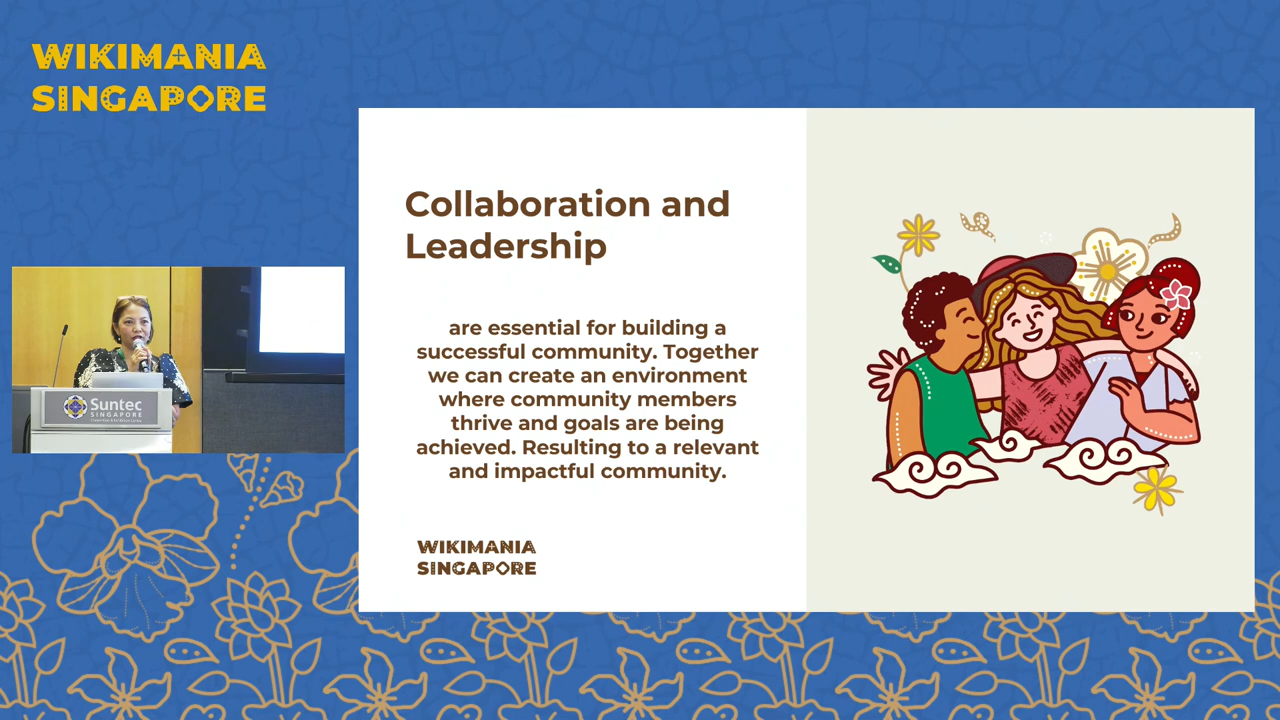 WIKIMANIA
SINGAPORE
Collaboration and
Leadership
are essential for building a
successful community. Together
we can create an environment
where community members
thrive and goals are being
achieved. Resulting to a relevant
and impactful community.
WIKIMANIA
SINGAPORE
Suntec
SINGAPORE